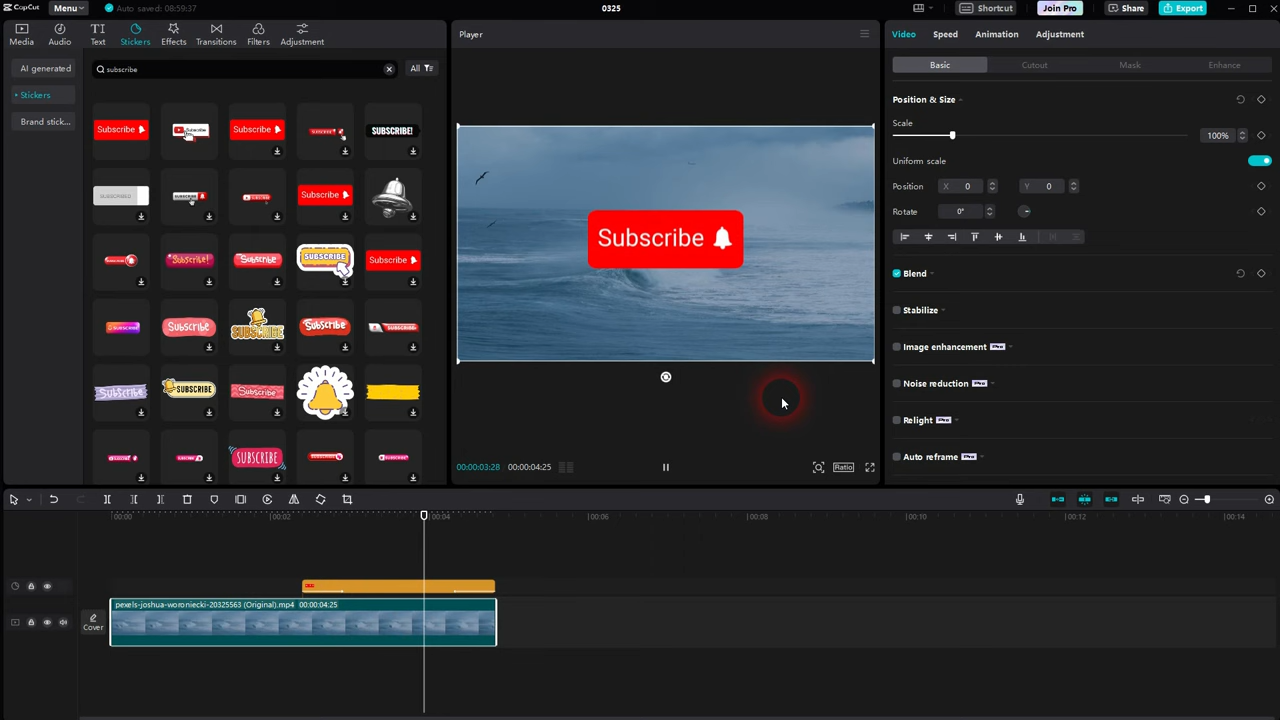 CapCut Menu Auto saved: 08:59:37 0325 Shortcut Join Pro Share Export
Media Audio Text Stickers Effects Transitions Filters Adjustment
Player
Video Speed Animation Adjustment
AI generated
Stickers
Brand stick...
subscribe
All
Subscribe
Subscribe
Subscribe
SUBSCRIBE
SUBSCRIBE!
SUBSCRIBED
SUBSCRIBE
SUBSCRIBE
Subscribe
Subscribe!
Subscribe
SUBSCRIBE
Subscribe
SUBSCRIBE
Subscribe
SUBSCRIBE
Subscribe
SUBSCRIBE
Subscribe
SUBSCRIBE
Subscribe
SUBSCRIBE
Subscribe
00:00:03:28 00:00:04:25
Ratio
Basic Cutout Mask Enhance
Position & Size
Scale
100%
Uniform scale
Position X 0 Y 0
Rotate 0°
Blend
Stabilize
Image enhancement Pro
Noise reduction Pro
Relight Pro
Auto reframe Pro
00:00 00:02 00:04 00:06 00:08 00:10 00:12 00:14
Cover
pexels-joshua-woroniecki-20325563 (Original).mp4 00:00:04:25